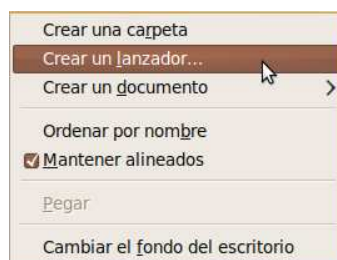 Crear una carpeta
Crear un lanzador...
Crear un documento
Ordenar por nombre
Mantener alineados
Pegar
Cambiar el fondo del escritorio